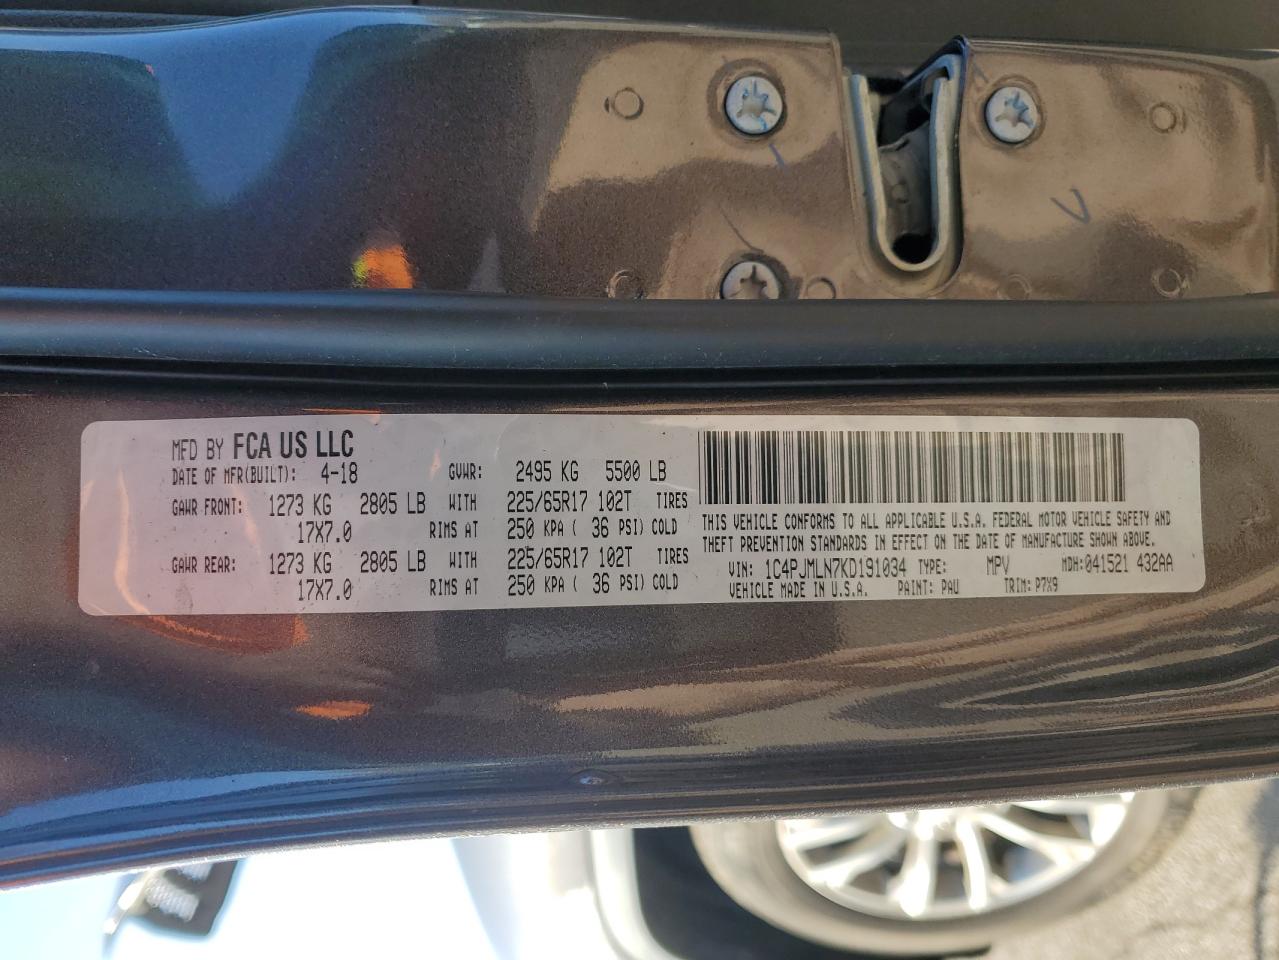 MFD BY FCA US LLC
DATE OF MFR(BUILT): 4-18 GVWR: 2495 KG 5500 LB
GAWR FRONT: 1273 KG 2805 LB WITH 225/65R17 102T TIRES
17X7.0 RIMS AT 250 KPA ( 36 PSI) COLD
GAWR REAR: 1273 KG 2805 LB WITH 225/65R17 102T TIRES
17X7.0 RIMS AT 250 KPA ( 36 PSI) COLD
THIS VEHICLE CONFORMS TO ALL APPLICABLE U.S.A. FEDERAL MOTOR VEHICLE SAFETY AND
THEFT PREVENTION STANDARDS IN EFFECT ON THE DATE OF MANUFACTURE SHOWN ABOVE.
VIN: 1C4PJMLN7KD191034 TYPE: MPV MDH:041521 432AA
VEHICLE MADE IN U.S.A. PAINT: PAU TRIM: P7X9
V